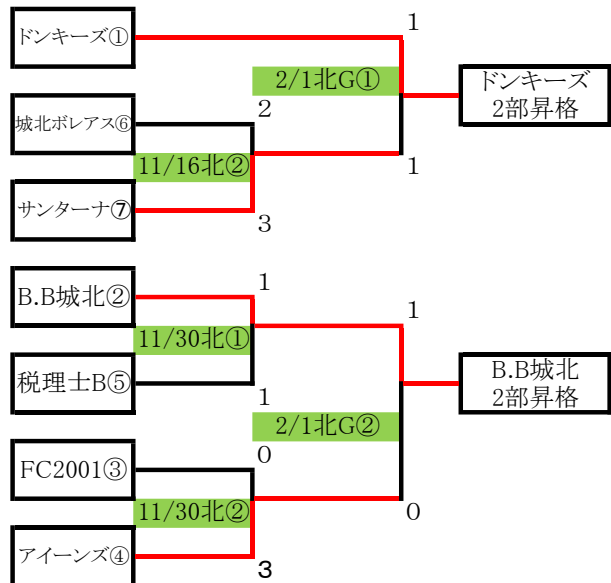 ドンキーズ①
1
2/1北G①
ドンキーズ
2部昇格
2
城北ボレアス⑥
11/16北②
1
サンターナ⑦
3
1
1
B.B城北②
11/30北①
B.B城北
2部昇格
税理士B⑤
1
2/1北G②
0
FC2001③
11/30北②
0
アイーンズ④
3